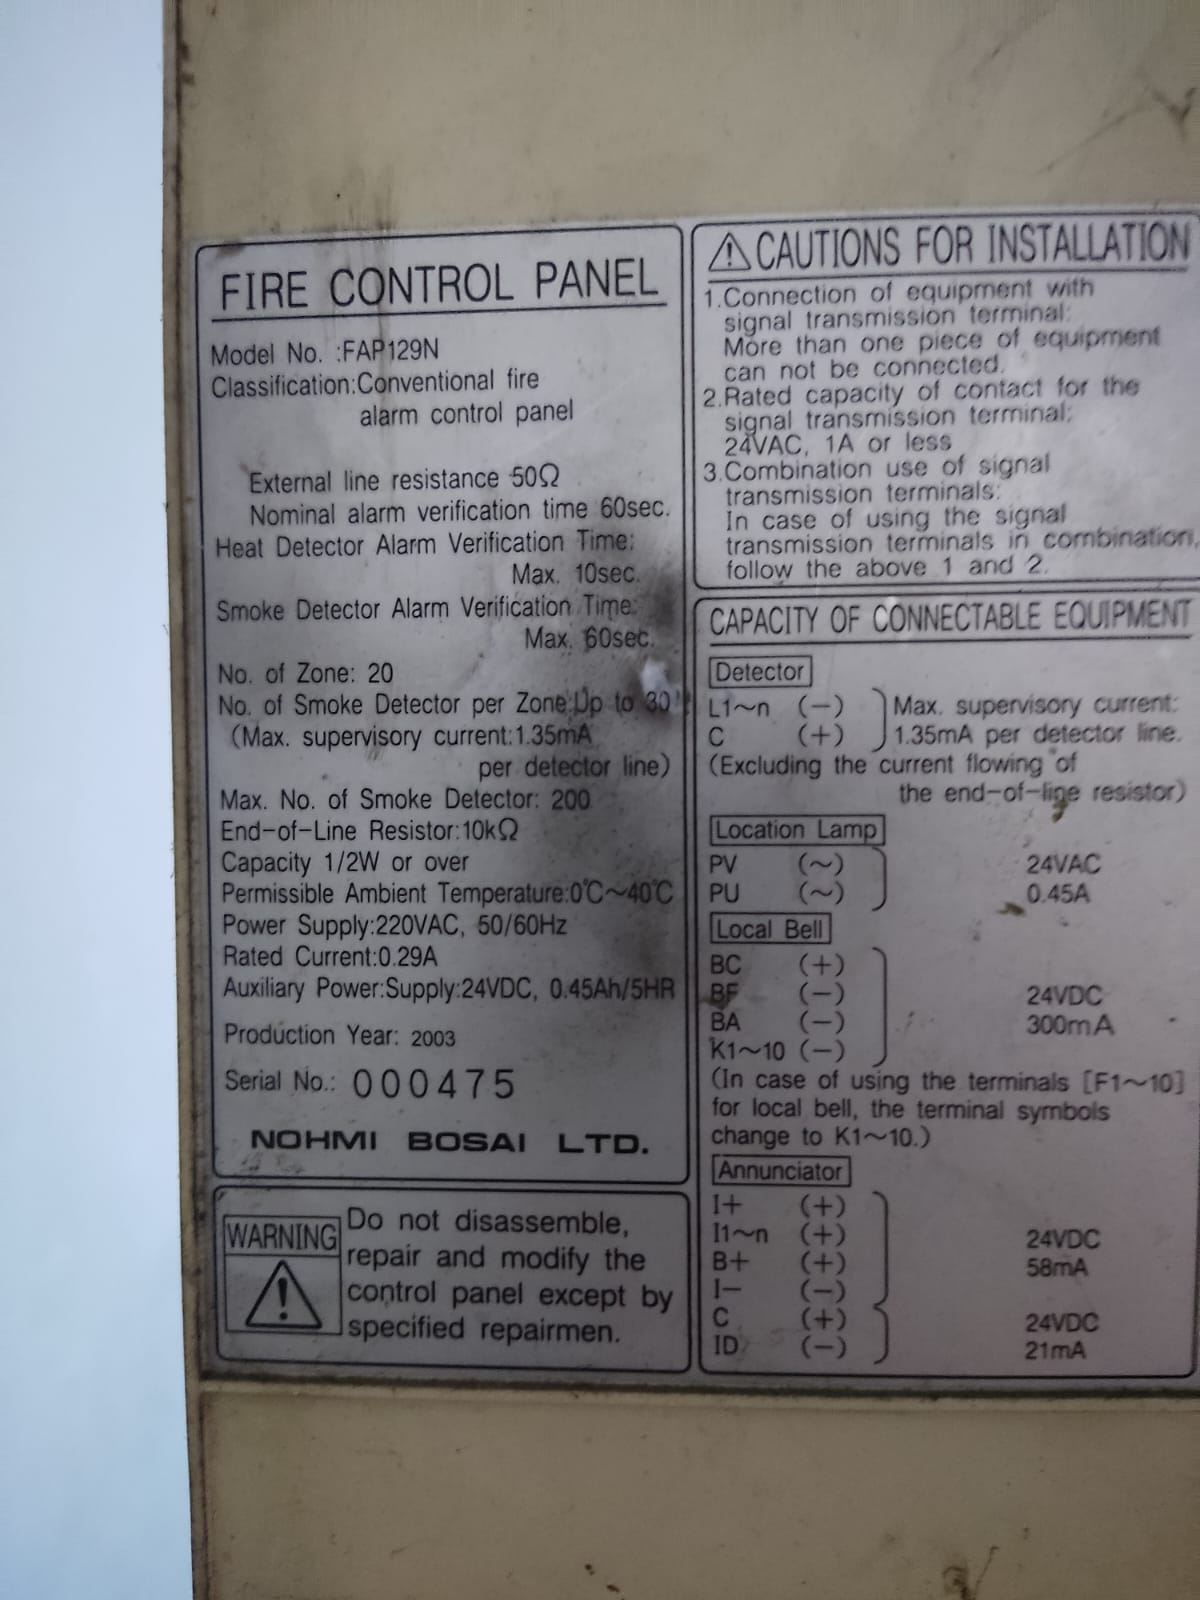 FIRE CONTROL PANEL
Model No. :FAP129N
Classification:Conventional fire
alarm control panel
External line resistance 50Ω
Nominal alarm verification time 60sec.
Heat Detector Alarm Verification Time:
Max. 10sec.
Smoke Detector Alarm Verification Time:
Max. 60sec.
No. of Zone: 20
No. of Smoke Detector per Zone:Up to 30
(Max. supervisory current:1.35mA
per detector line)
Max. No. of Smoke Detector: 200
End-of-Line Resistor:10kΩ
Capacity 1/2W or over
Permissible Ambient Temperature:0℃~40℃
Power Supply:220VAC, 50/60Hz
Rated Current:0.29A
Auxiliary Power:Supply:24VDC, 0.45Ah/5HR
Production Year: 2003
Serial No.: 000475
NOHMI BOSAI LTD.
WARNING
Do not disassemble,
repair and modify the
control panel except by
specified repairmen.
CAUTIONS FOR INSTALLATION
1.Connection of equipment with
signal transmission terminal:
More than one piece of equipment
can not be connected.
2.Rated capacity of contact for the
signal transmission terminal:
24VAC, 1A or less
3.Combination use of signal
transmission terminals:
In case of using the signal
transmission terminals in combination,
follow the above 1 and 2.
CAPACITY OF CONNECTABLE EQUIPMENT
Detector
L1~n (-) Max. supervisory current:
C (+) 1.35mA per detector line.
(Excluding the current flowing of
the end-of-line resistor)
Location Lamp
PV (~) 24VAC
PU (~) 0.45A
Local Bell
BC (+)
BF (-) 24VDC
BA (-) 300mA
K1~10 (-)
(In case of using the terminals [F1~10]
for local bell, the terminal symbols
change to K1~10.)
Annunciator
I+ (+)
I1~n (+) 24VDC
B+ (+) 58mA
I- (-)
C (+) 24VDC
ID (-) 21mA